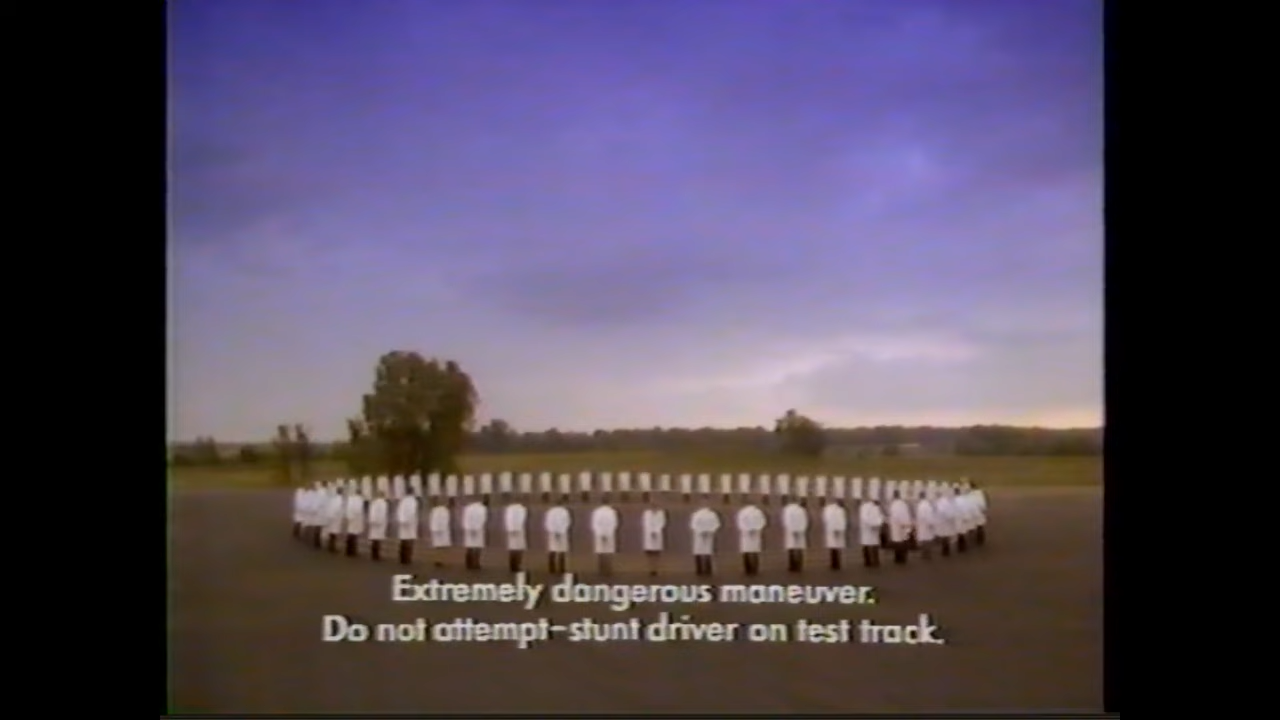 Extremely dangerous maneuver.
Do not attempt-stunt driver on test track.